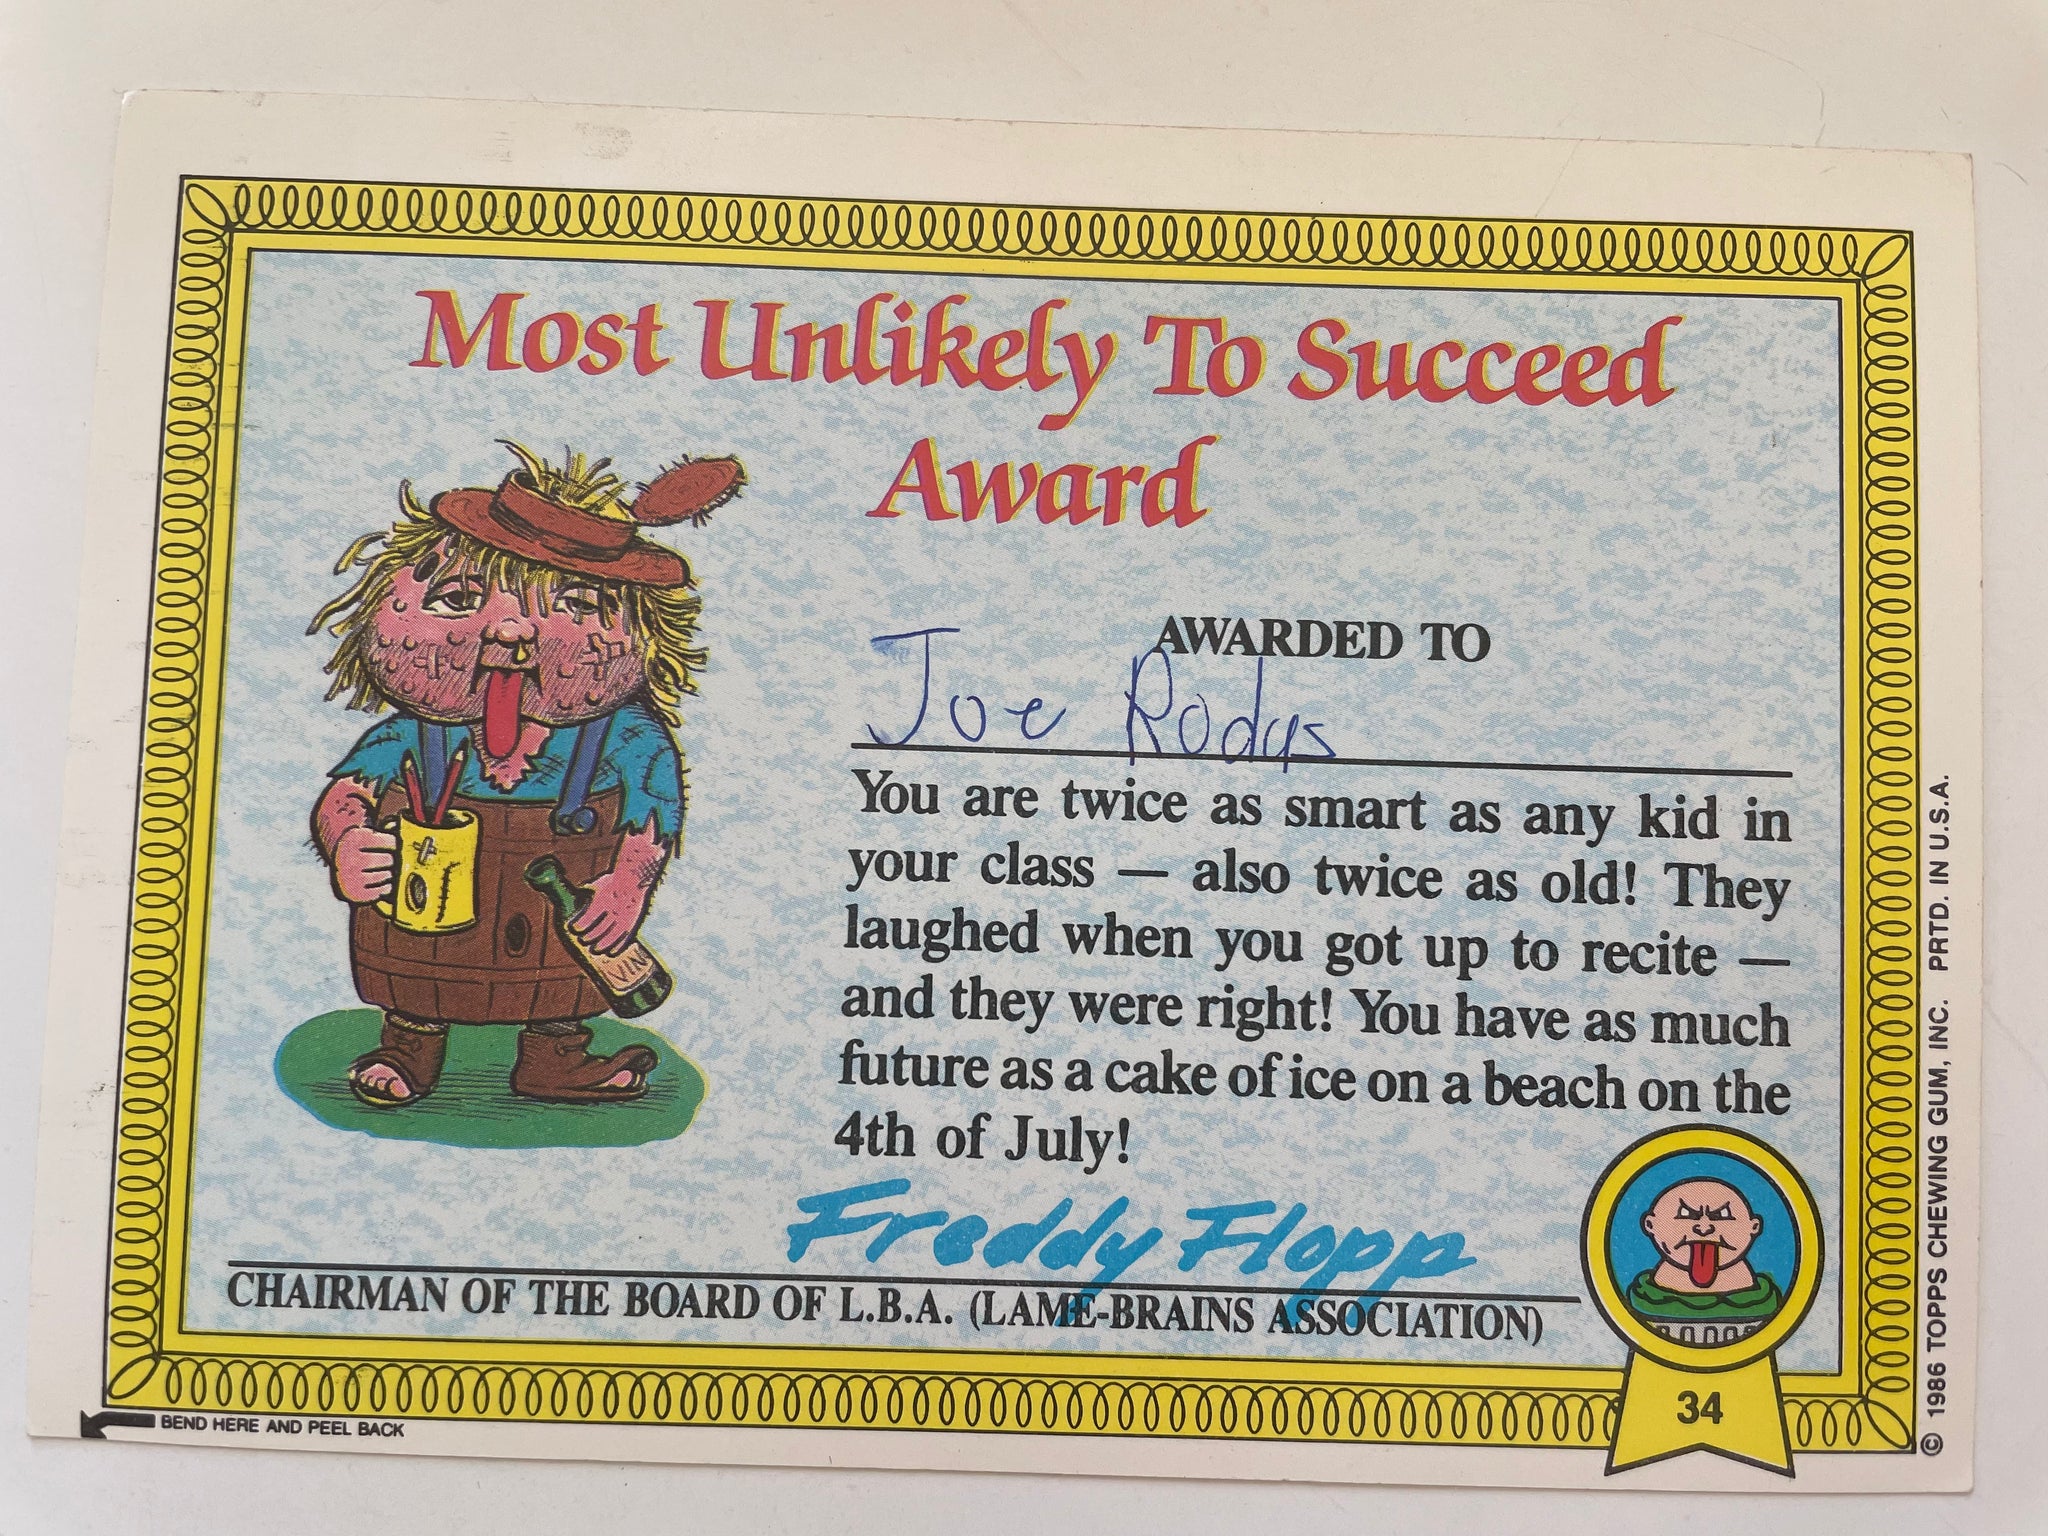 Most Unlikely To Succeed
Award
AWARDED TO
Joe Rodas
You are twice as smart as any kid in
your class — also twice as old! They
laughed when you got up to recite —
and they were right! You have as much
future as a cake of ice on a beach on the
4th of July!
Freddy Flopp
CHAIRMAN OF THE BOARD OF L.B.A. (LAME-BRAINS ASSOCIATION)
34
BEND HERE AND PEEL BACK
© 1986 TOPPS CHEWING GUM, INC. PRTD. IN U.S.A.